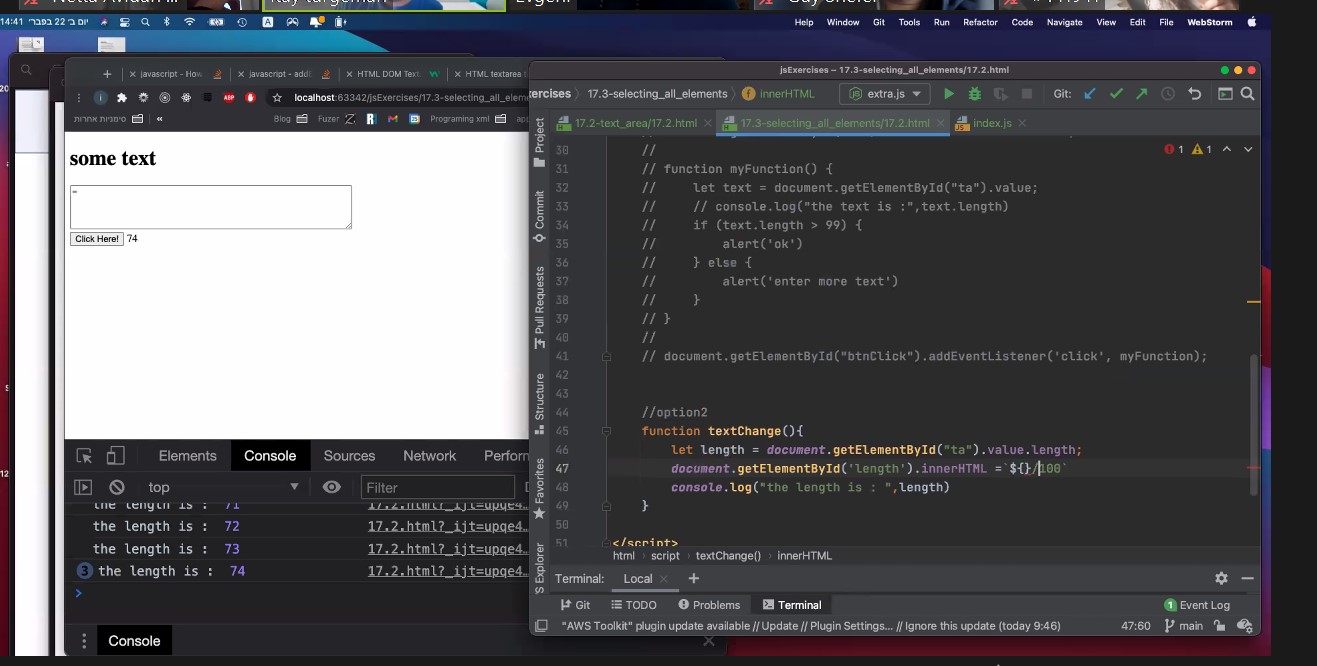 14:41 יום ב׳ 22 בפברו׳
Help Window Git Tools Run Refactor Code Navigate View Edit File WebStorm
javascript - How
javascript - add
HTML DOM Text
HTML textarea t
localhost:63342/jsExercises/17.3-selecting_all_eleme
סימניות אחרות
Blog
Fuzer
Programing xml
some text
Click Here! 74
Elements Console Sources Network Perforn
top Filter
the length is : 71 17.2.html?_ijt=upqe4…
the length is : 72 17.2.html?_ijt=upqe4…
the length is : 73 17.2.html?_ijt=upqe4…
3 the length is : 74 17.2.html?_ijt=upqe4…
>
Console
jsExercises – 17.3-selecting_all_elements/17.2.html
ercises 17.3-selecting_all_elements innerHTML extra.js Git:
17.2-text_area/17.2.html 17.3-selecting_all_elements/17.2.html index.js
1 1
30 //
31 // function myFunction() {
32 // let text = document.getElementById("ta").value;
33 // // console.log("the text is :",text.length)
34 // if (text.length > 99) {
35 // alert('ok')
36 // } else {
37 // alert('enter more text')
38 // }
39 // }
40 //
41 // document.getElementById("btnClick").addEventListener('click', myFunction);
42
43
44 //option2
45 function textChange(){
46 let length = document.getElementById("ta").value.length;
47 document.getElementById('length').innerHTML =`${}/100`
48 console.log("the length is : ",length)
49 }
50
51 </script>
Project
Commit
Pull Requests
Structure
Favorites
S Explorer
html script textChange() innerHTML
Terminal: Local +
Git TODO Problems Terminal 1 Event Log
"AWS Toolkit" plugin update available // Update // Plugin Settings... // Ignore this update (today 9:46) 47:60 main